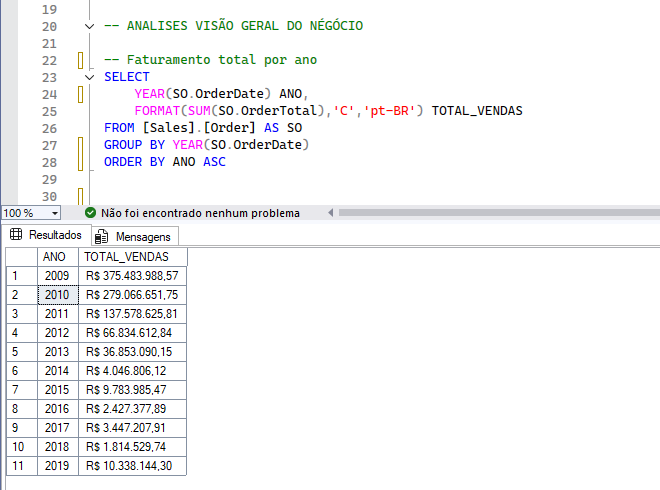 19
20 -- ANALISES VISÃO GERAL DO NÉGÓCIO
21
22 -- Faturamento total por ano
23 SELECT
24 YEAR(SO.OrderDate) ANO,
25 FORMAT(SUM(SO.OrderTotal),'C','pt-BR') TOTAL_VENDAS
26 FROM [Sales].[Order] AS SO
27 GROUP BY YEAR(SO.OrderDate)
28 ORDER BY ANO ASC
29
30
100 % Não foi encontrado nenhum problema
Resultados Mensagens
ANO TOTAL_VENDAS
1 2009 R$ 375.483.988,57
2 2010 R$ 279.066.651,75
3 2011 R$ 137.578.625,81
4 2012 R$ 66.834.612,84
5 2013 R$ 36.853.090,15
6 2014 R$ 4.046.806,12
7 2015 R$ 9.783.985,47
8 2016 R$ 2.427.377,89
9 2017 R$ 3.447.207,91
10 2018 R$ 1.814.529,74
11 2019 R$ 10.338.144,30